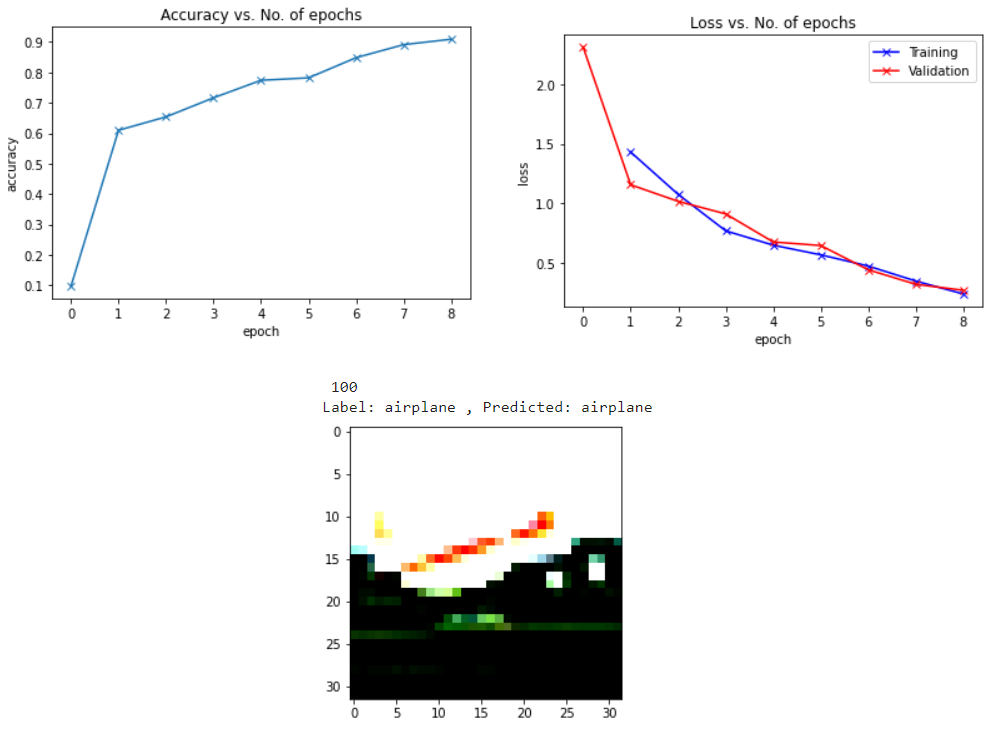 Accuracy vs. No. of epochs
0.9
0.8
0.7
0.6
0.5
0.4
0.3
0.2
0.1
accuracy
0 1 2 3 4 5 6 7 8
epoch
Loss vs. No. of epochs
Training
Validation
2.0
1.5
1.0
0.5
loss
0 1 2 3 4 5 6 7 8
epoch
100
Label: airplane , Predicted: airplane
0
5
10
15
20
25
30
0 5 10 15 20 25 30